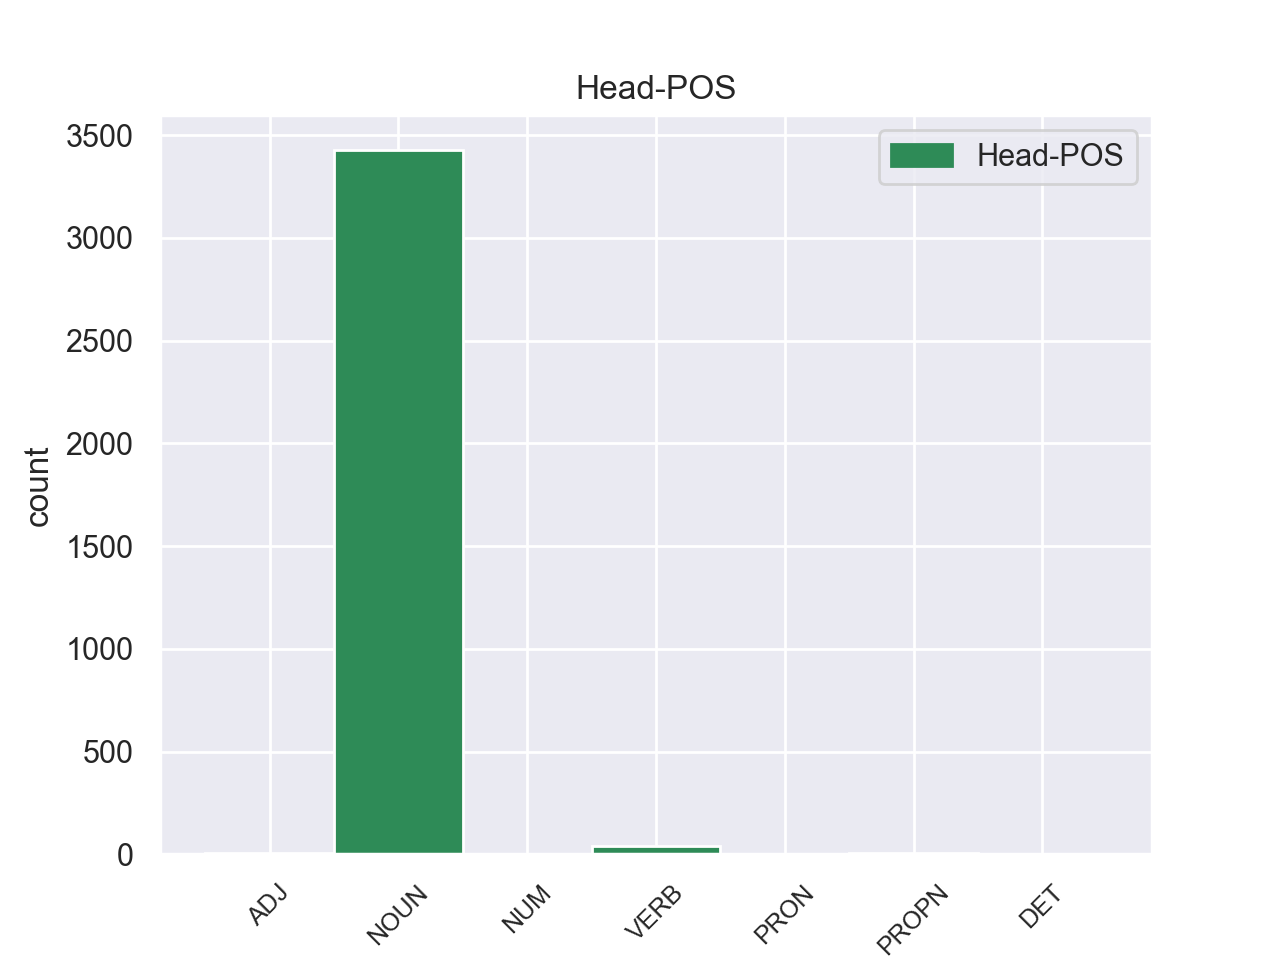 Head-POS
Head-POS
count
3500
3000
2500
2000
1500
1000
500
0
ADJ
NOUN
NUM
VERB
PRON
PROPN
DET